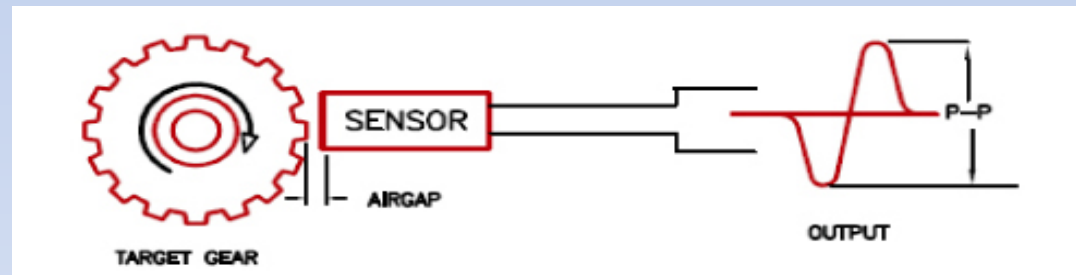 SENSOR
P-P
AIRGAP
OUTPUT
TARGET GEAR